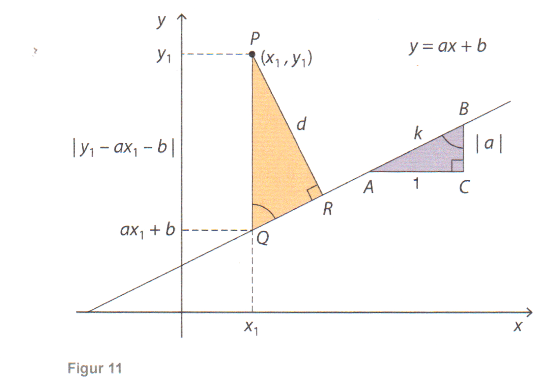 y
P
y₁
(x₁, y₁)
y = ax + b
d
B
k
|y₁ – ax₁ – b|
|a|
A
1
C
R
ax₁ + b
Q
x₁
x
Figur 11